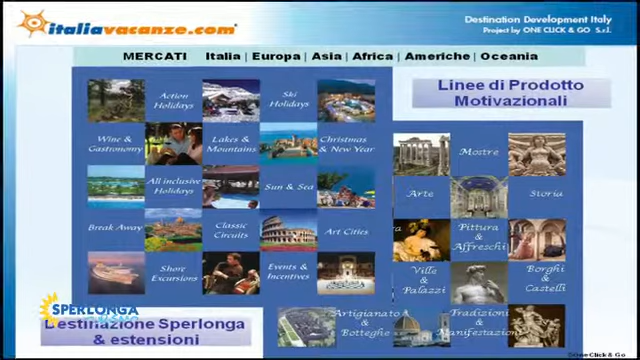 italiavacanze.com
Destination Development Italy
Project by ONE CLICK & GO S.r.l.
MERCATI Italia | Europa | Asia | Africa | Americhe | Oceania
Linee di Prodotto
Motivazionali
Action
Holidays
Ski
Holidays
Wine &
Gastronomy
Lakes &
Mountains
Christmas
& New Year
All inclusive
Holidays
Sun & Sea
Break Away
Classic
Circuits
Art Cities
Shore
Excursions
Events &
Incentives
Mostre
Arte
Storia
Pittura
&
Affreschi
Ville
&
Palazzi
Borghi
&
Castelli
Artigianato
&
Botteghe
Tradizioni
&
Manifestazioni
SPERLONGA
Destinazione Sperlonga
& estensioni
One Click & Go